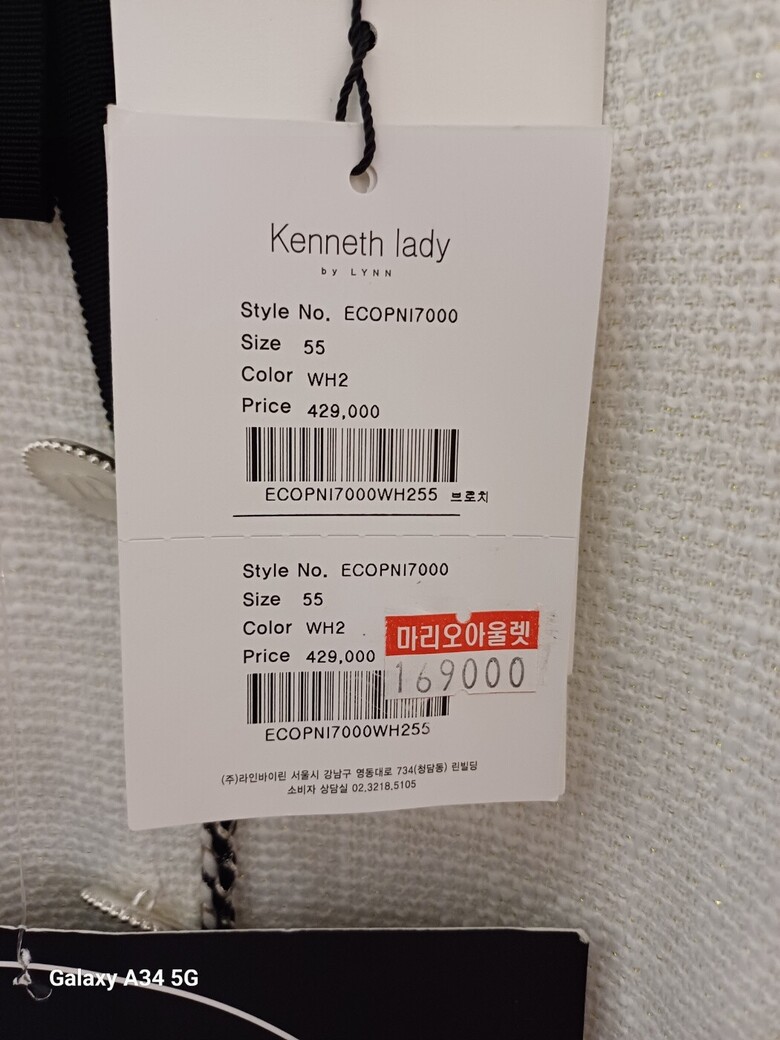 Kenneth lady
by LYNN
Style No. ECOPNI7000
Size 55
Color WH2
Price 429,000
ECOPNI7000WH255 브로치
Style No. ECOPNI7000
Size 55
Color WH2
Price 429,000
마리오아울렛
169000
ECOPNI7000WH255
(주)라인바이린 서울시 강남구 영동대로 734(청담동) 린빌딩
소비자 상담실 02.3218.5105
Galaxy A34 5G